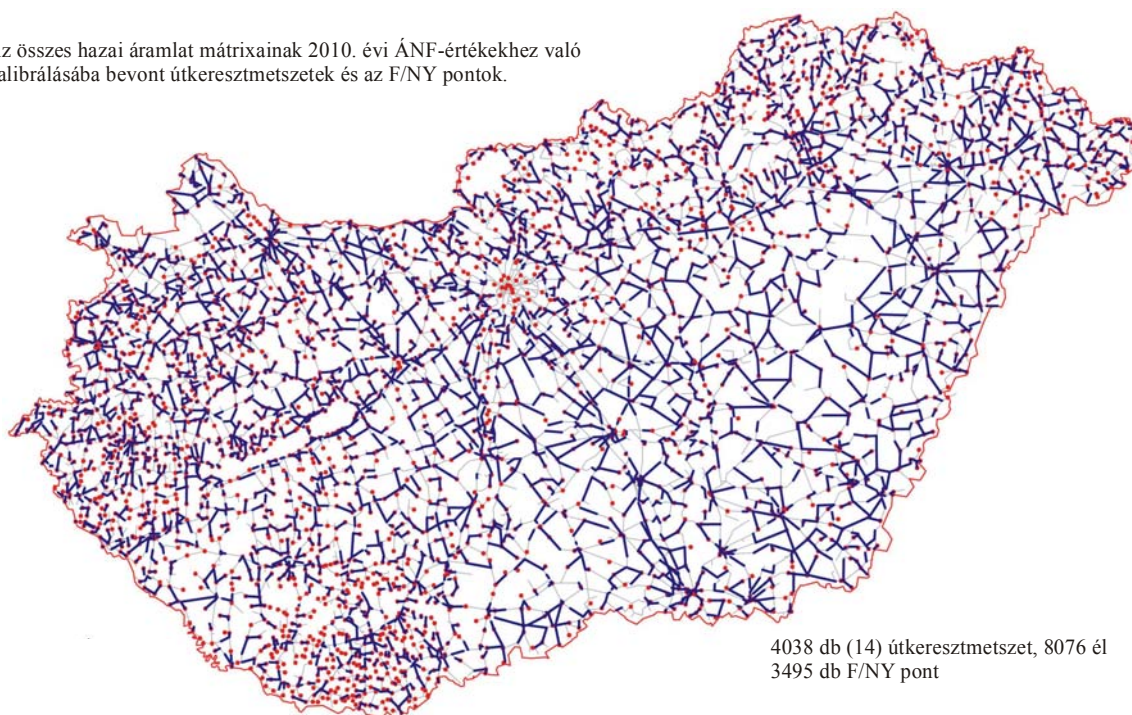 z összes hazai áramlat mátrixainak 2010. évi ÁNF-értékekhez való
alibrálásába bevont útkeresztmetszetek és az F/NY pontok.
4038 db (14) útkeresztmetszet, 8076 él
3495 db F/NY pont